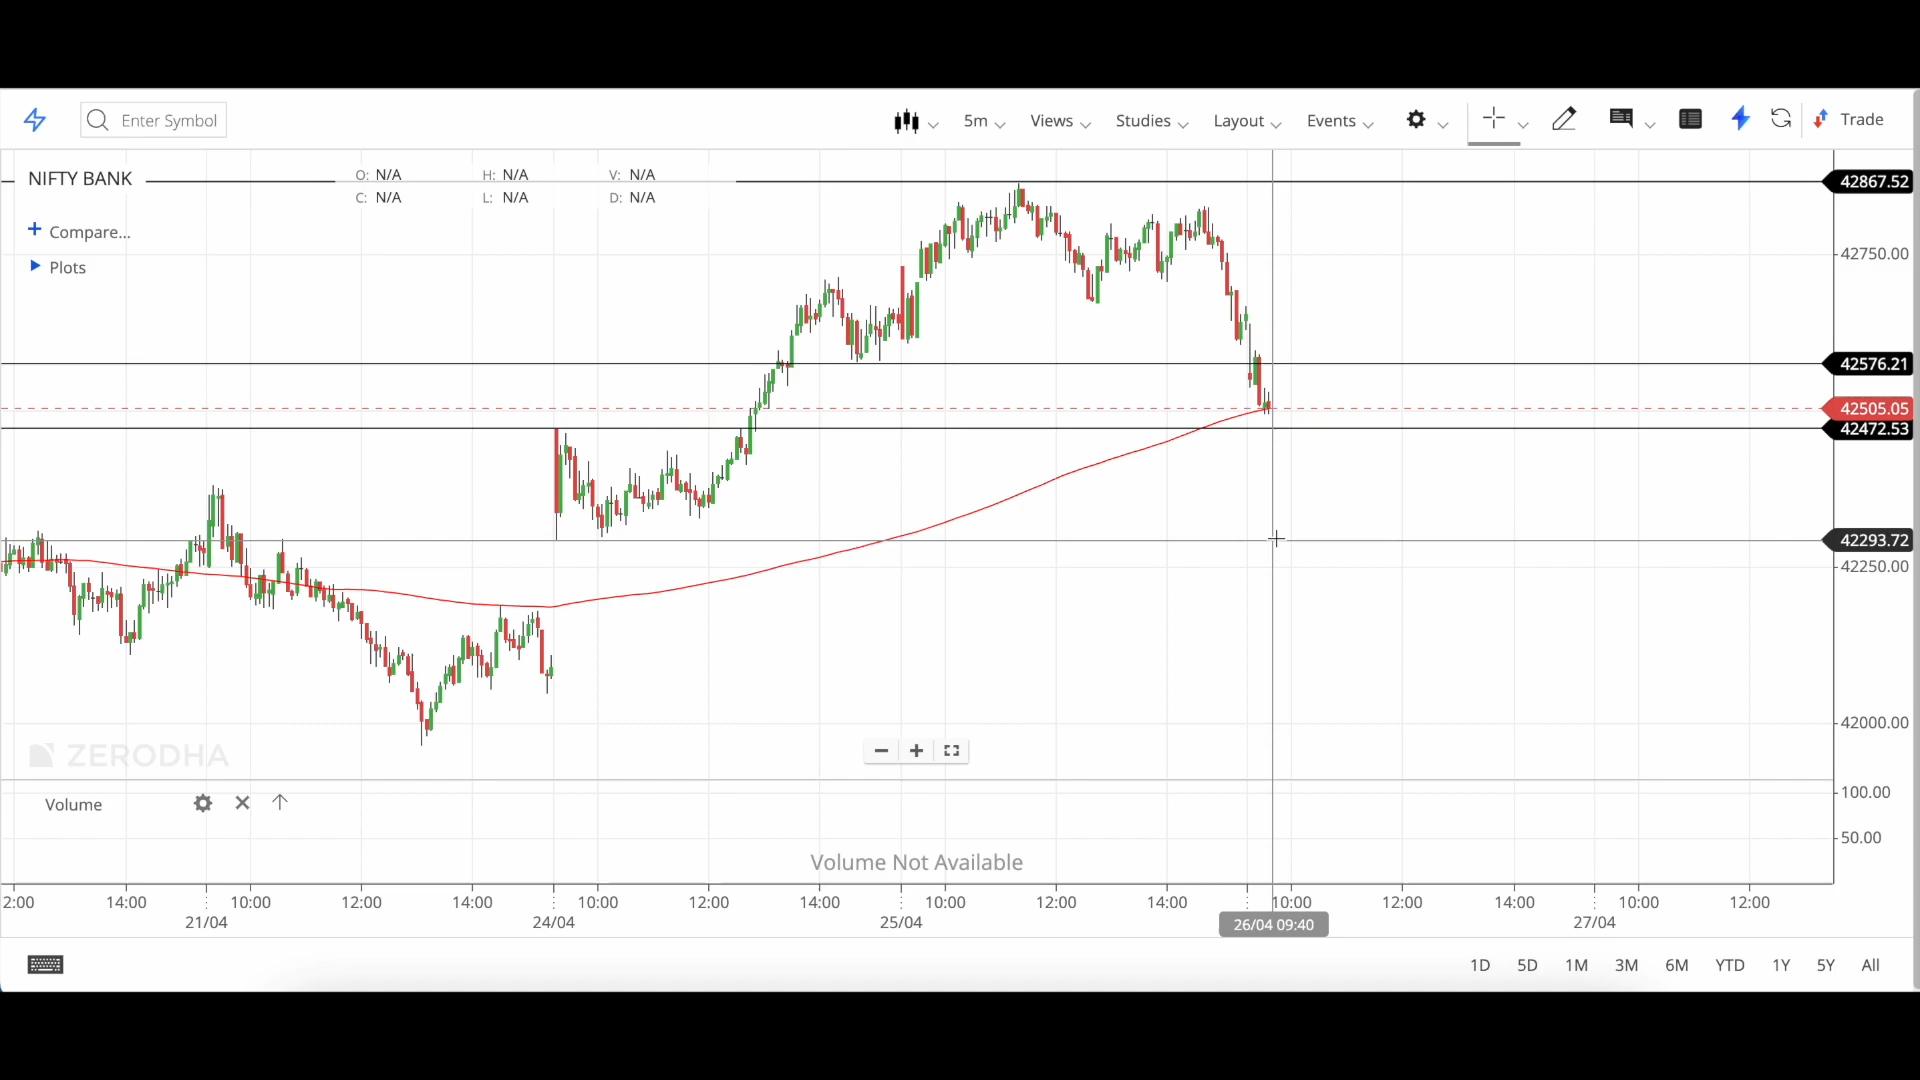 Enter Symbol 5m Views Studies Layout Events Trade
NIFTY BANK O: N/A H: N/A V: N/A
C: N/A L: N/A D: N/A
+ Compare...
Plots
42867.52
42750.00
42576.21
42505.05
42472.53
42293.72
42250.00
42000.00
ZERODHA
Volume
100.00
50.00
Volume Not Available
2:00 14:00 10:00 12:00 14:00 10:00 12:00 14:00 10:00 12:00 14:00 10:00 12:00 14:00 10:00 12:00
21/04 24/04 25/04 26/04 09:40 27/04
1D 5D 1M 3M 6M YTD 1Y 5Y All